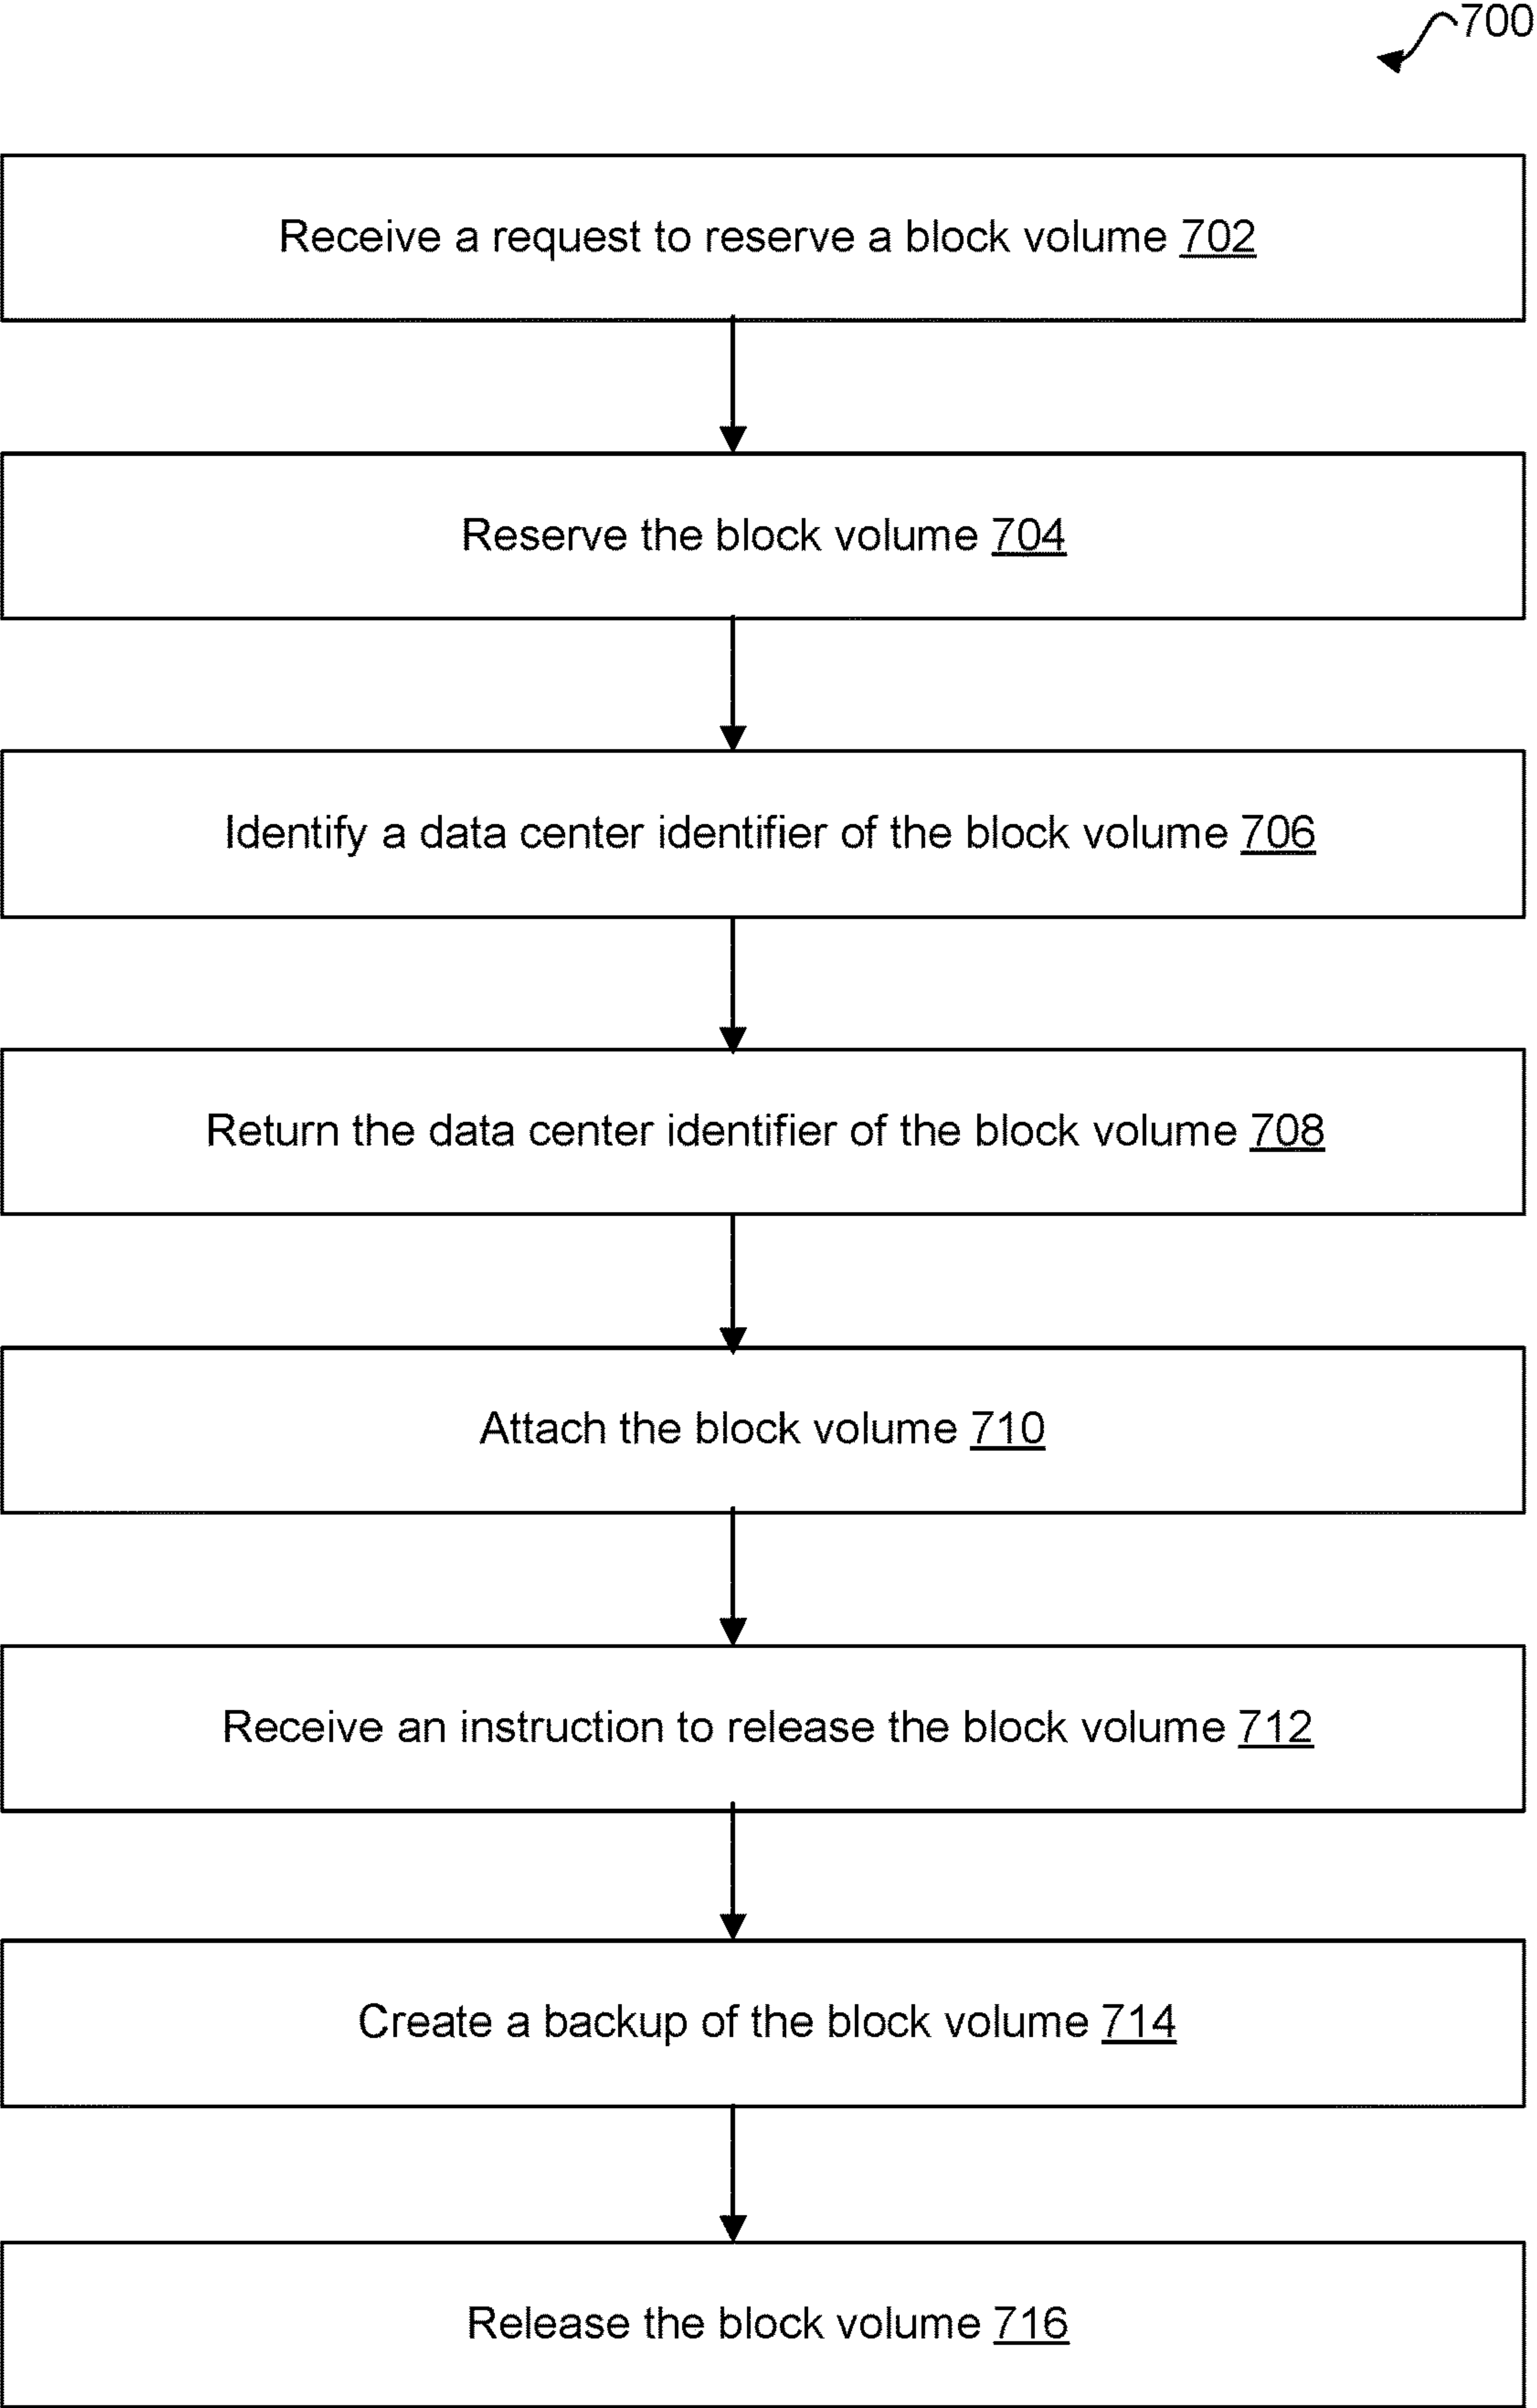 700
Receive a request to reserve a block volume 702
Reserve the block volume 704
Identify a data center identifier of the block volume 706
Return the data center identifier of the block volume 708
Attach the block volume 710
Receive an instruction to release the block volume 712
Create a backup of the block volume 714
Release the block volume 716